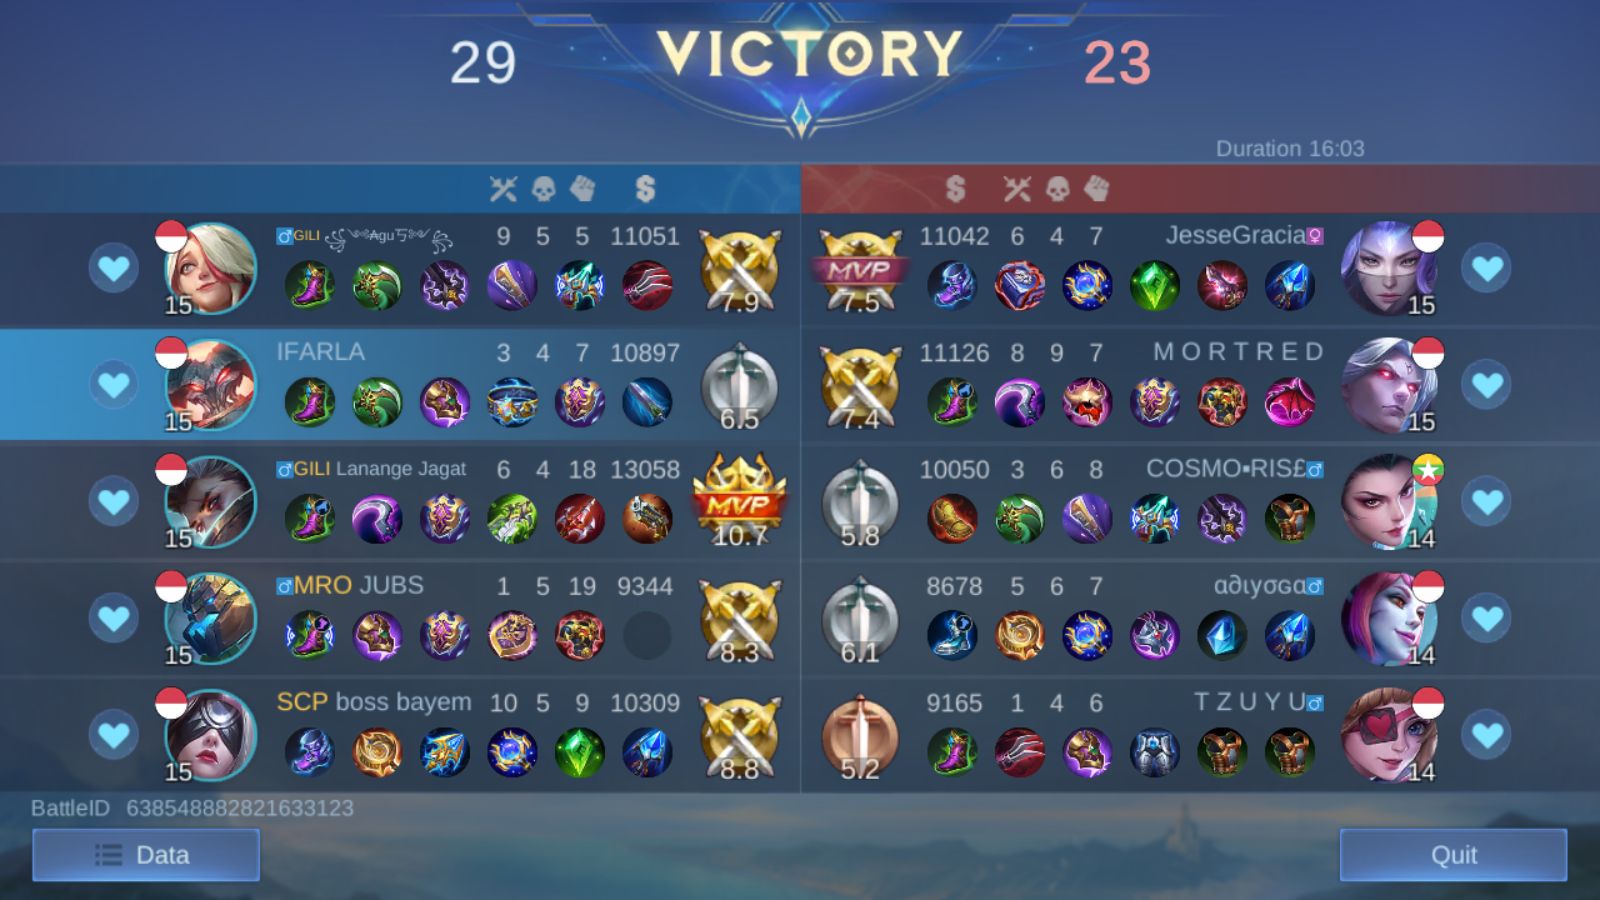 29 VICTORY 23
Duration 16:03
GILI 9 5 5 11051 7.9
15
IFARLA 3 4 7 10897 6.5
15
GILI Lanange Jagat 6 4 18 13058 MVP 10.7
15
MRO JUBS 1 5 19 9344 8.3
15
SCP boss bayem 10 5 9 10309 8.8
15
MVP 7.5 11042 6 4 7 JesseGracia
15
7.4 11126 8 9 7 M O R T R E D
15
5.8 10050 3 6 8 COSMO▪RIS£
14
6.1 8678 5 6 7 α∂ιyσɢα
14
5.2 9165 1 4 6 T Z U Y U
14
BattleID 638548882821633123
Data
Quit